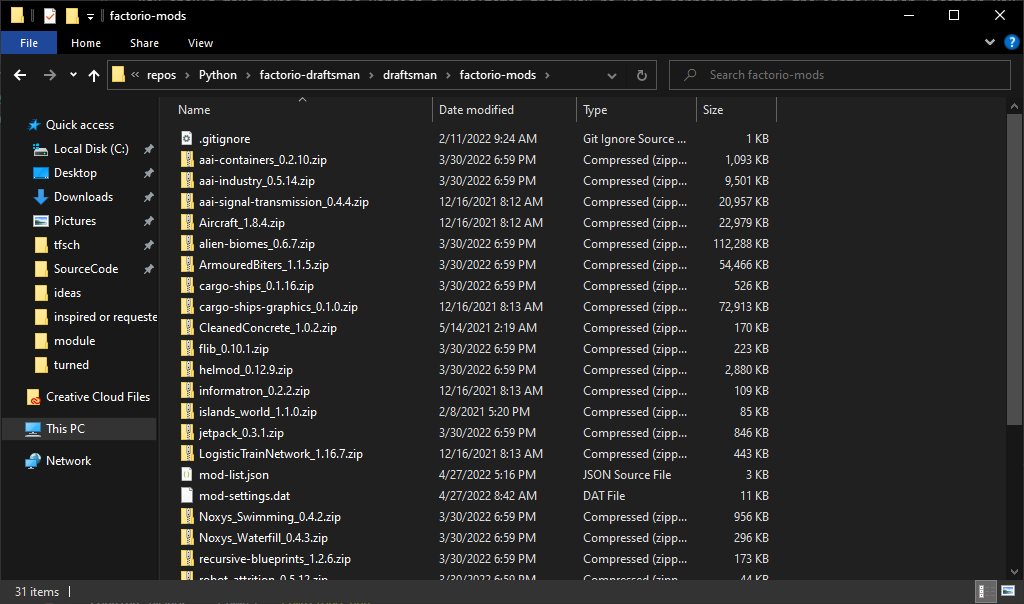 factorio-mods
File Home Share View
« repos > Python > factorio-draftsman > draftsman > factorio-mods >
Search factorio-mods
Quick access
Local Disk (C:)
Desktop
Downloads
Pictures
tfsch
SourceCode
ideas
inspired or requeste
module
turned
Creative Cloud Files
This PC
Network
Name Date modified Type Size
.gitignore 2/11/2022 9:24 AM Git Ignore Source ... 1 KB
aai-containers_0.2.10.zip 3/30/2022 6:59 PM Compressed (zipp... 1,093 KB
aai-industry_0.5.14.zip 3/30/2022 6:59 PM Compressed (zipp... 9,501 KB
aai-signal-transmission_0.4.4.zip 12/16/2021 8:12 AM Compressed (zipp... 20,957 KB
Aircraft_1.8.4.zip 12/16/2021 8:12 AM Compressed (zipp... 22,979 KB
alien-biomes_0.6.7.zip 3/30/2022 6:59 PM Compressed (zipp... 112,288 KB
ArmouredBiters_1.1.5.zip 3/30/2022 6:59 PM Compressed (zipp... 54,466 KB
cargo-ships_0.1.16.zip 3/30/2022 6:59 PM Compressed (zipp... 526 KB
cargo-ships-graphics_0.1.0.zip 12/16/2021 8:13 AM Compressed (zipp... 72,913 KB
CleanedConcrete_1.0.2.zip 5/14/2021 2:19 AM Compressed (zipp... 170 KB
flib_0.10.1.zip 3/30/2022 6:59 PM Compressed (zipp... 223 KB
helmod_0.12.9.zip 3/30/2022 6:59 PM Compressed (zipp... 2,880 KB
informatron_0.2.2.zip 12/16/2021 8:13 AM Compressed (zipp... 109 KB
islands_world_1.1.0.zip 2/8/2021 5:20 PM Compressed (zipp... 85 KB
jetpack_0.3.1.zip 3/30/2022 6:59 PM Compressed (zipp... 846 KB
LogisticTrainNetwork_1.16.7.zip 12/16/2021 8:13 AM Compressed (zipp... 443 KB
mod-list.json 4/27/2022 5:16 PM JSON Source File 3 KB
mod-settings.dat 4/27/2022 8:42 AM DAT File 11 KB
Noxys_Swimming_0.4.2.zip 3/30/2022 6:59 PM Compressed (zipp... 956 KB
Noxys_Waterfill_0.4.3.zip 3/30/2022 6:59 PM Compressed (zipp... 296 KB
recursive-blueprints_1.2.6.zip 3/30/2022 6:59 PM Compressed (zipp... 173 KB
robot_attrition_0.5.12.zip 3/30/2022 6:59 PM Compressed (zipp... 44 KB
31 items